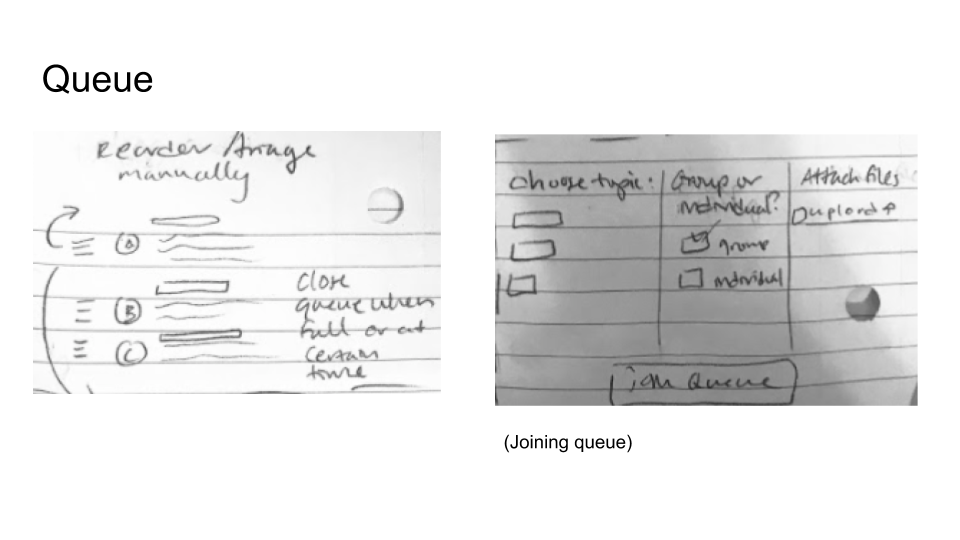 Queue
Reorder/Arrage
manually
A
B
C
Close
queue when
full or at
certain
time
Choose topic:
Group or
individual?
group
individual
Attach files
upload↑
join Queue
(Joining queue)